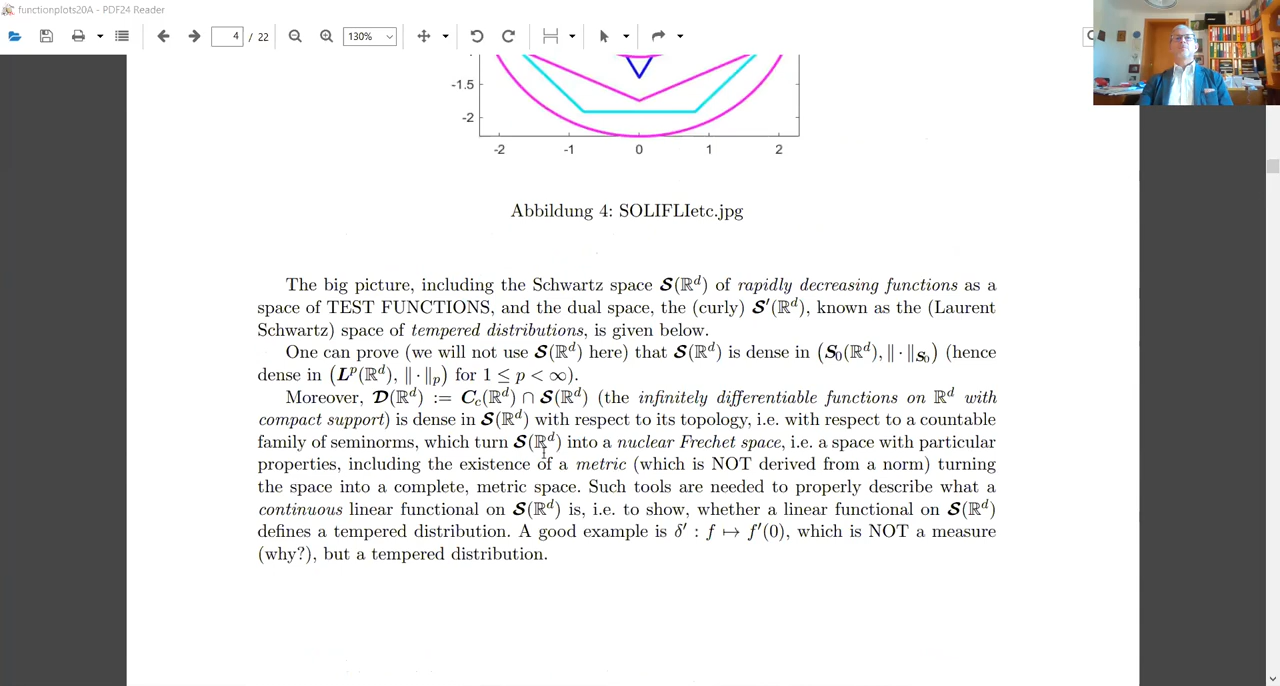 functionplots20A - PDF24 Reader
4 / 22 130%
-1.5
-2
-2 -1 0 1 2
Abbildung 4: SOLIFLIetc.jpg
The big picture, including the Schwartz space 𝓢(ℝᵈ) of rapidly decreasing functions as a
space of TEST FUNCTIONS, and the dual space, the (curly) 𝓢′(ℝᵈ), known as the (Laurent
Schwartz) space of tempered distributions, is given below.
One can prove (we will not use 𝓢(ℝᵈ) here) that 𝓢(ℝᵈ) is dense in (S₀(ℝᵈ), ‖ · ‖_S₀) (hence
dense in (Lᵖ(ℝᵈ), ‖ · ‖ₚ) for 1 ≤ p < ∞).
Moreover, 𝓓(ℝᵈ) := C_c(ℝᵈ) ∩ 𝓢(ℝᵈ) (the infinitely differentiable functions on ℝᵈ with
compact support) is dense in 𝓢(ℝᵈ) with respect to its topology, i.e. with respect to a countable
family of seminorms, which turn 𝓢(ℝᵈ) into a nuclear Frechet space, i.e. a space with particular
properties, including the existence of a metric (which is NOT derived from a norm) turning
the space into a complete, metric space. Such tools are needed to properly describe what a
continuous linear functional on 𝓢(ℝᵈ) is, i.e. to show, whether a linear functional on 𝓢(ℝᵈ)
defines a tempered distribution. A good example is δ′ : f ↦ f′(0), which is NOT a measure
(why?), but a tempered distribution.